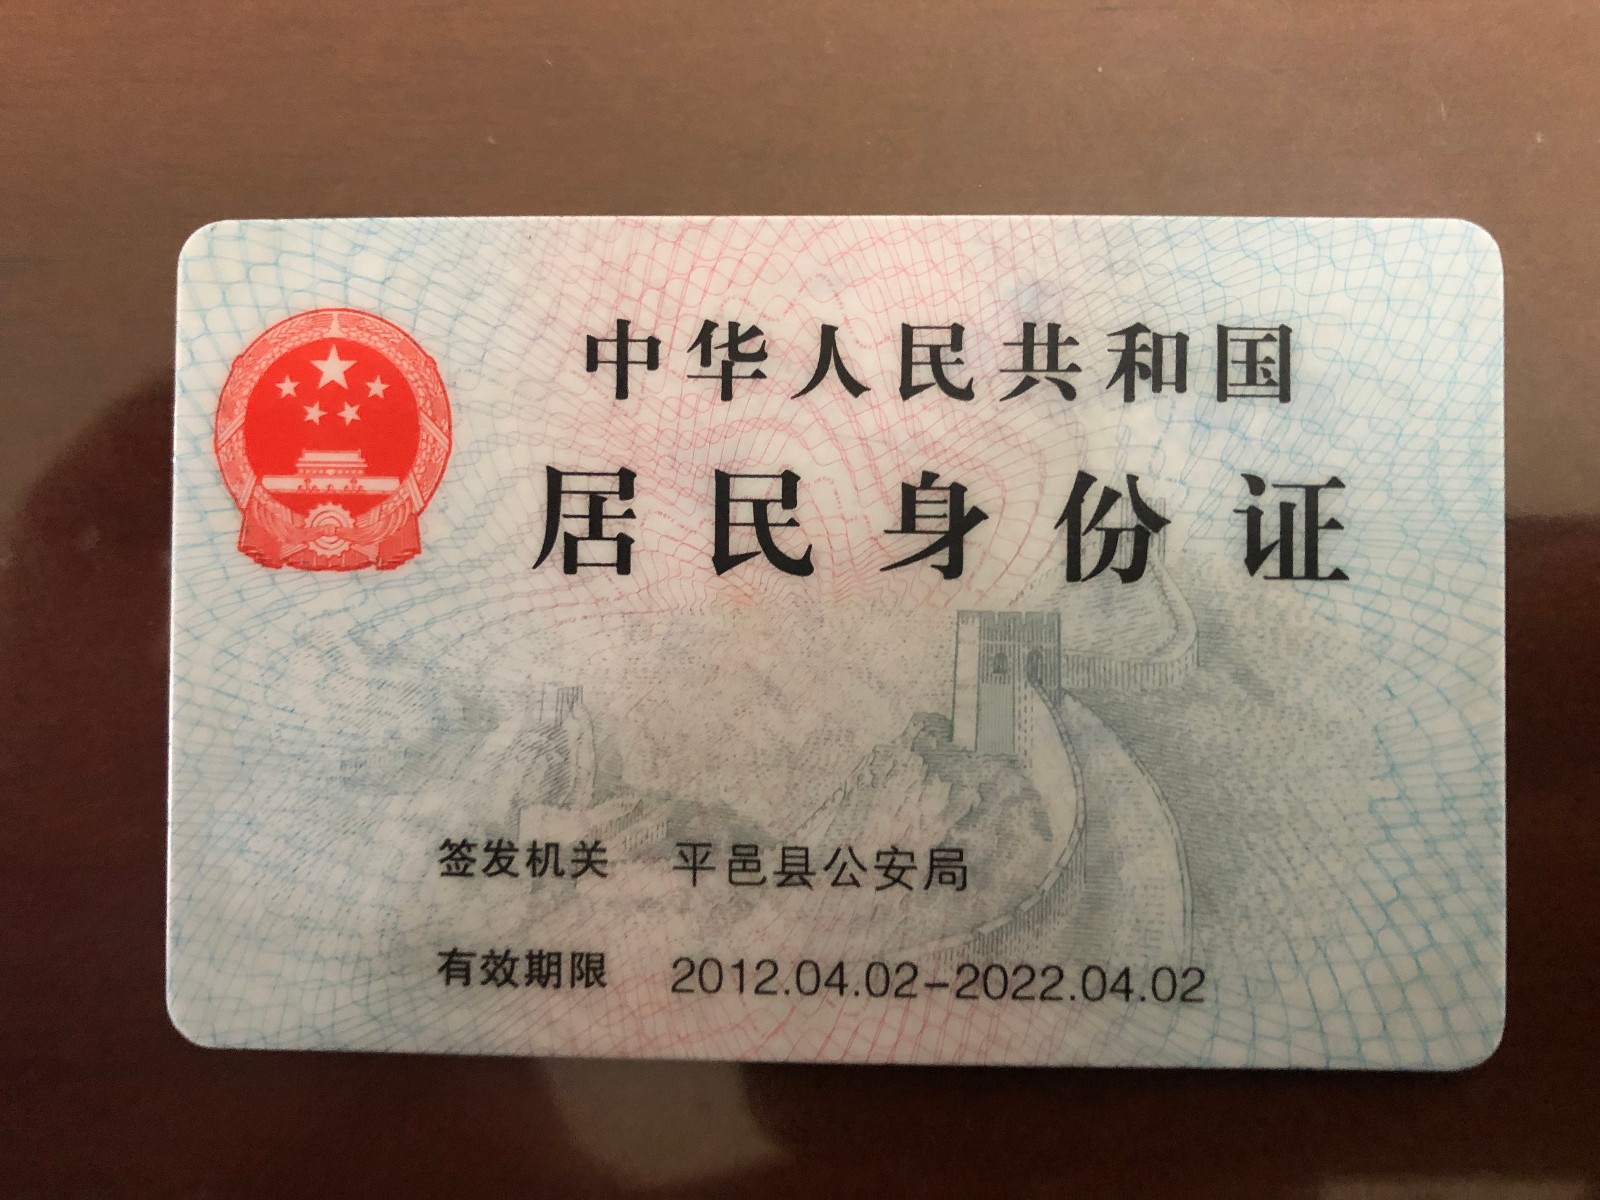 中华人民共和国
居民身份证
签发机关 平邑县公安局
有效期限 2012.04.02-2022.04.02